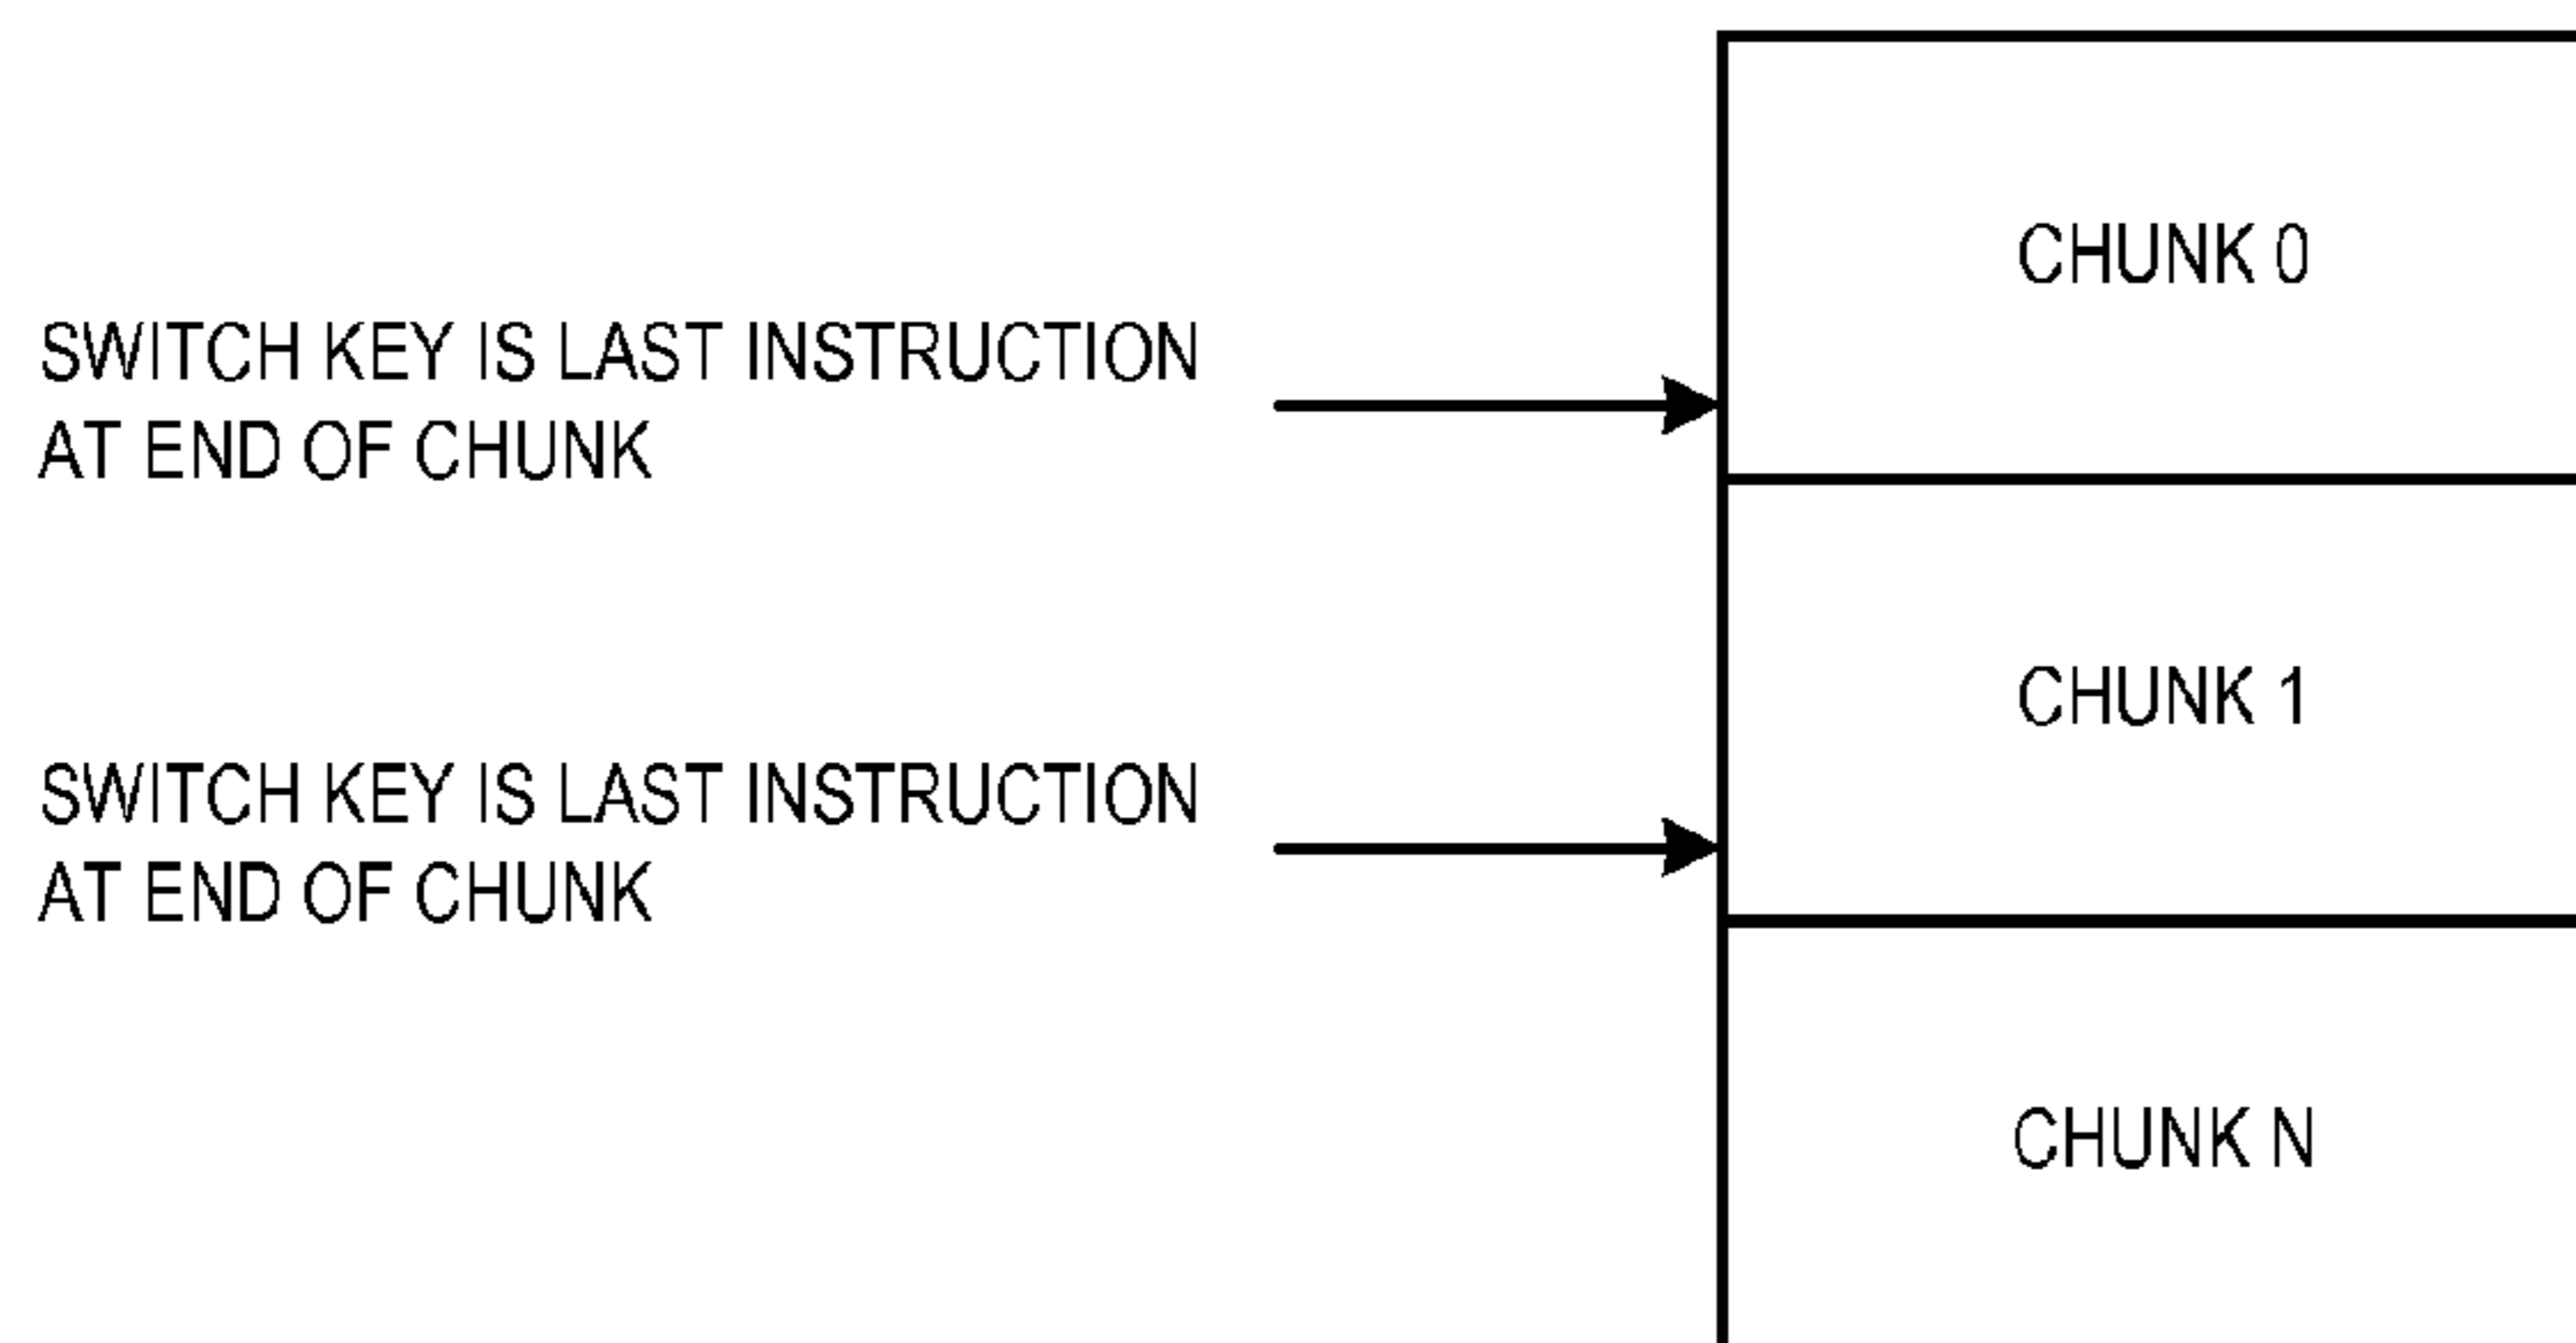 CHUNK 0
SWITCH KEY IS LAST INSTRUCTION
AT END OF CHUNK
CHUNK 1
SWITCH KEY IS LAST INSTRUCTION
AT END OF CHUNK
CHUNK N